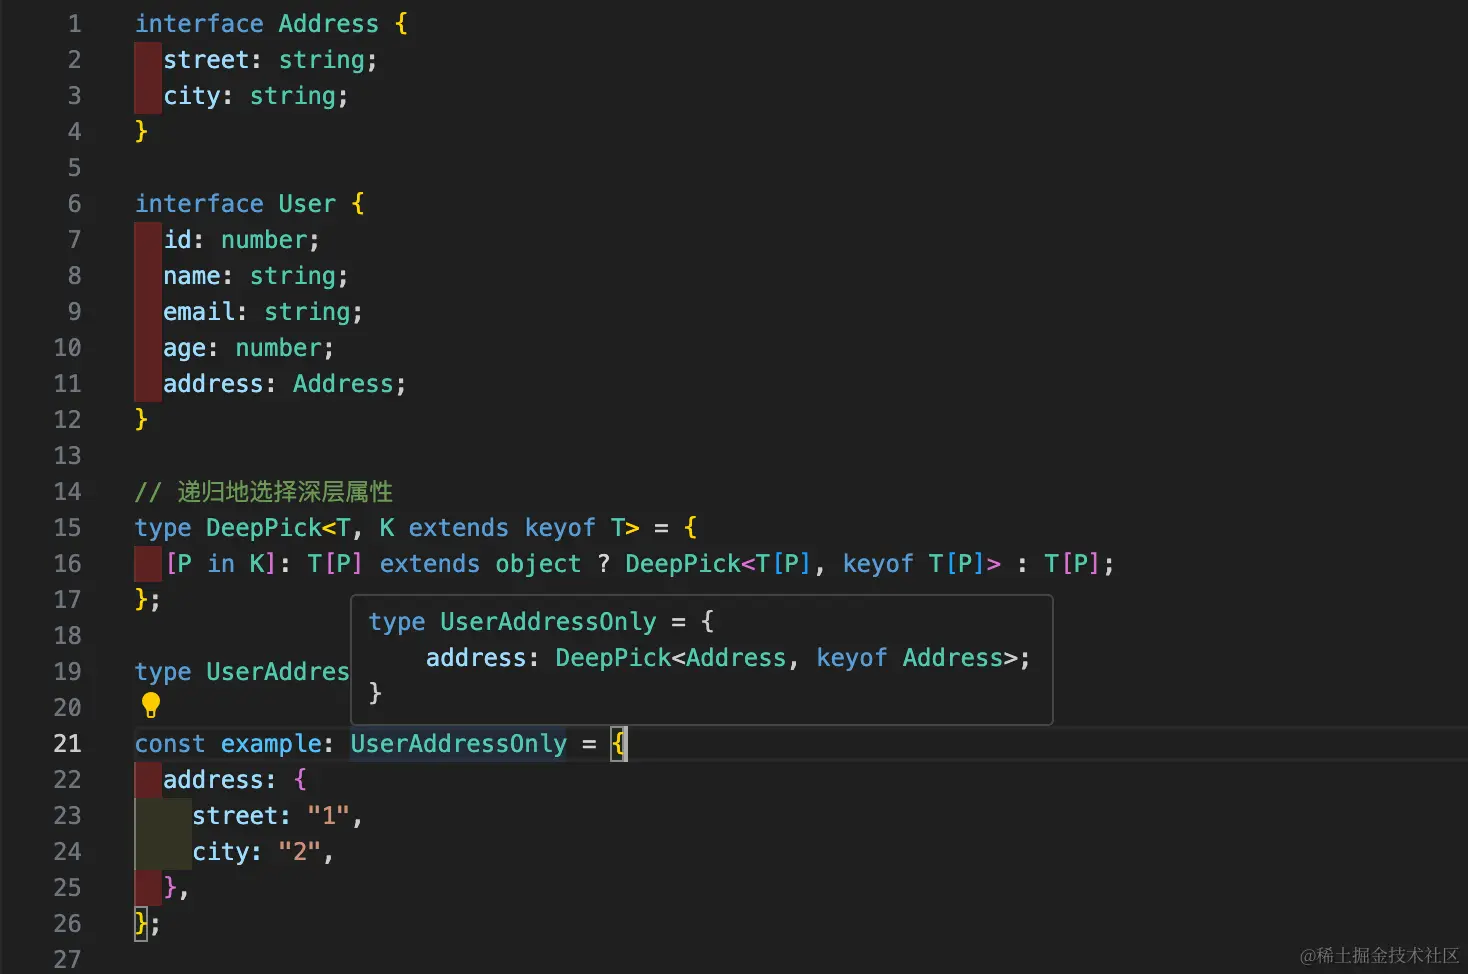 1 interface Address {
2 street: string;
3 city: string;
4 }
5
6 interface User {
7 id: number;
8 name: string;
9 email: string;
10 age: number;
11 address: Address;
12 }
13
14 // 递归地选择深层属性
15 type DeepPick<T, K extends keyof T> = {
16 [P in K]: T[P] extends object ? DeepPick<T[P], keyof T[P]> : T[P];
17 };
type UserAddressOnly = {
address: DeepPick<Address, keyof Address>;
}
18
19 type UserAddres
20
21 const example: UserAddressOnly = {
22 address: {
23 street: "1",
24 city: "2",
25 },
26 };
27
@稀土掘金技术社区